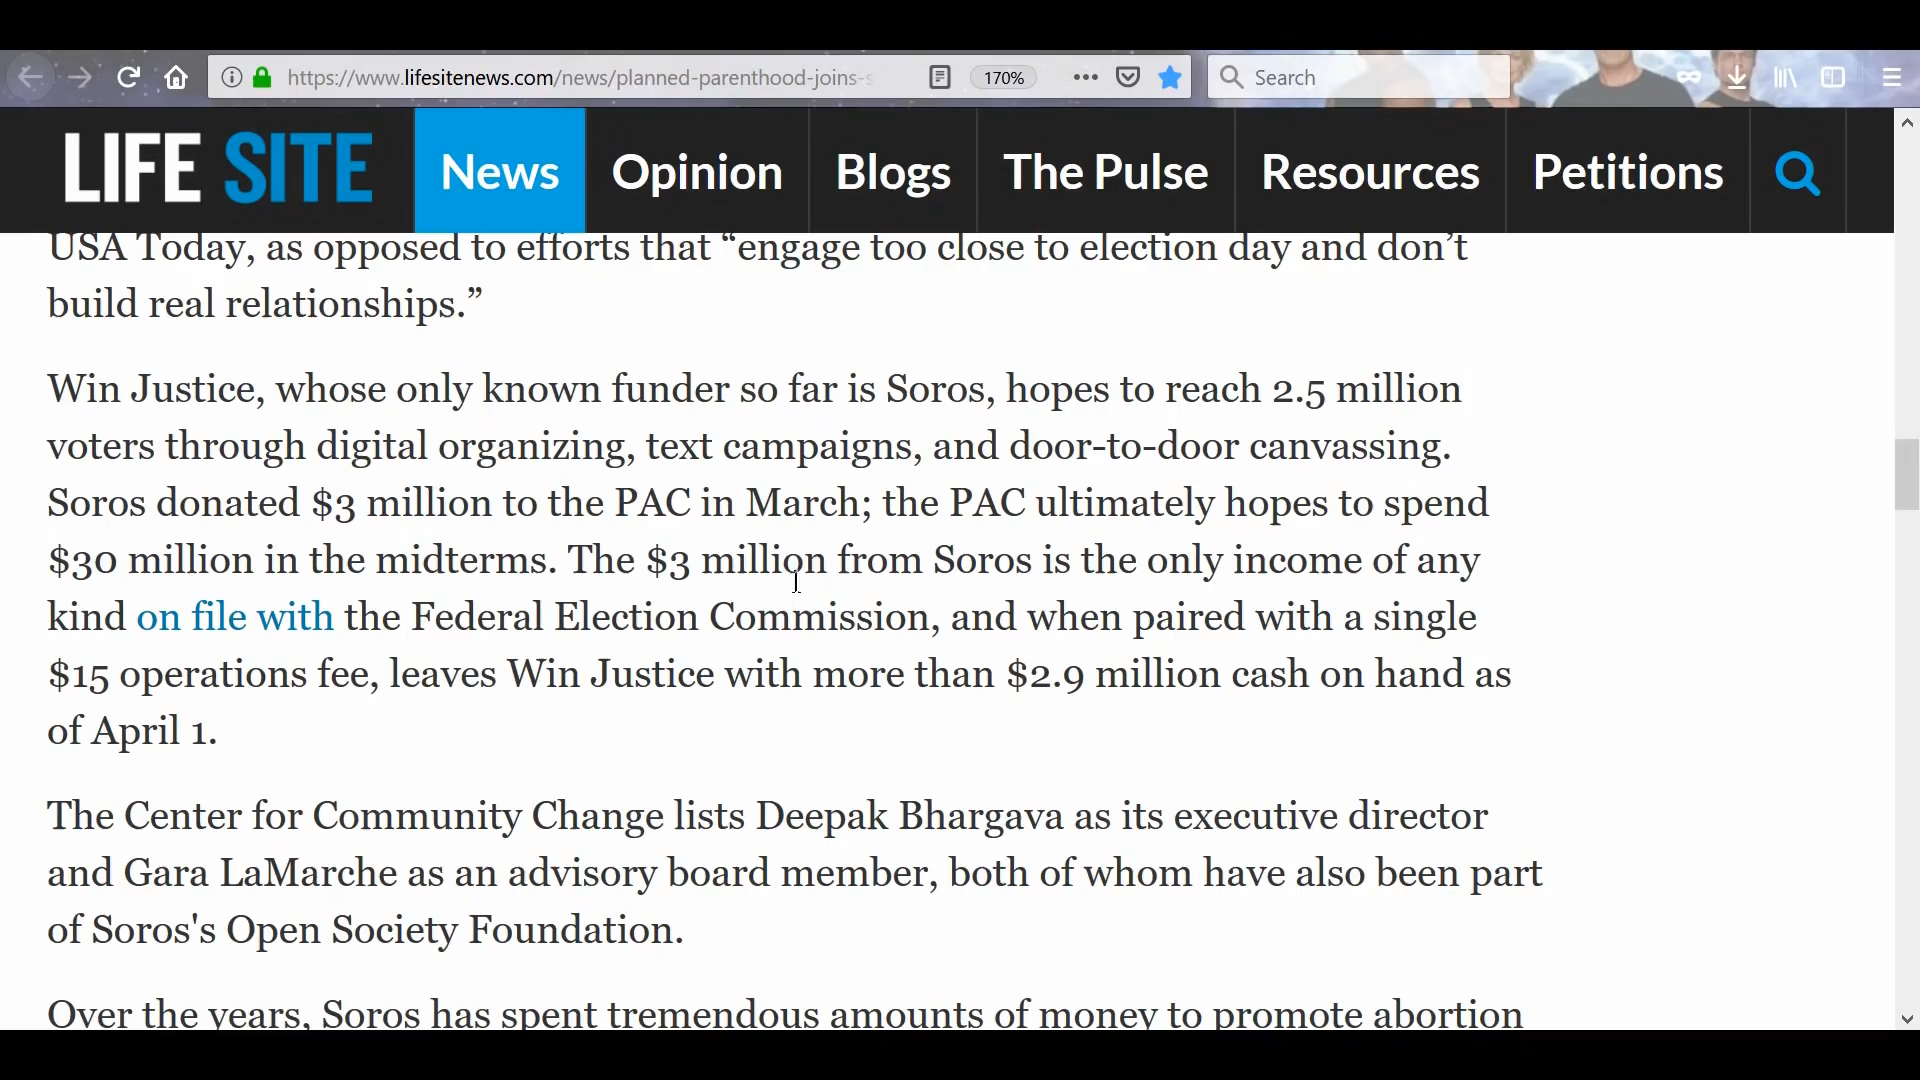 https://www.lifesitenews.com/news/planned-parenthood-joins-s
170%
Search
LIFE SITE
News
Opinion
Blogs
The Pulse
Resources
Petitions
USA Today, as opposed to efforts that “engage too close to election day and don’t
build real relationships.”
Win Justice, whose only known funder so far is Soros, hopes to reach 2.5 million
voters through digital organizing, text campaigns, and door-to-door canvassing.
Soros donated $3 million to the PAC in March; the PAC ultimately hopes to spend
$30 million in the midterms. The $3 million from Soros is the only income of any
kind on file with the Federal Election Commission, and when paired with a single
$15 operations fee, leaves Win Justice with more than $2.9 million cash on hand as
of April 1.
The Center for Community Change lists Deepak Bhargava as its executive director
and Gara LaMarche as an advisory board member, both of whom have also been part
of Soros's Open Society Foundation.
Over the years, Soros has spent tremendous amounts of money to promote abortion